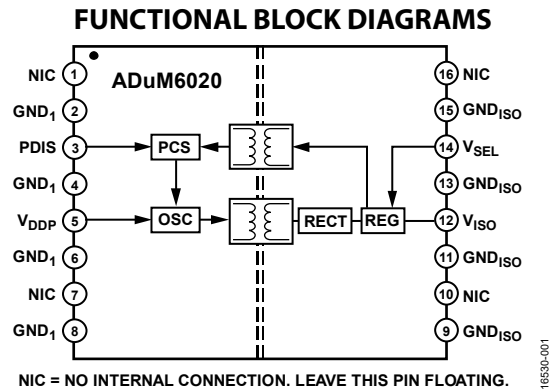 FUNCTIONAL BLOCK DIAGRAMS
ADuM6020
NIC 1
GND1 2
PDIS 3
GND1 4
VDDP 5
GND1 6
NIC 7
GND1 8
PCS
OSC
RECT
REG
16 NIC
15 GNDISO
14 VSEL
13 GNDISO
12 VISO
11 GNDISO
10 NIC
9 GNDISO
NIC = NO INTERNAL CONNECTION. LEAVE THIS PIN FLOATING.
16530-001